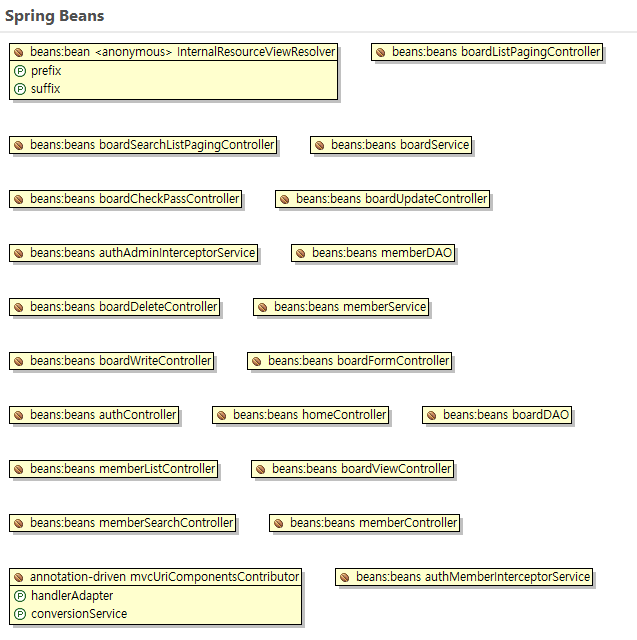 Spring Beans
beans:bean <anonymous> InternalResourceViewResolver
prefix
suffix
beans:beans boardListPagingController
beans:beans boardSearchListPagingController
beans:beans boardService
beans:beans boardCheckPassController
beans:beans boardUpdateController
beans:beans authAdminInterceptorService
beans:beans memberDAO
beans:beans boardDeleteController
beans:beans memberService
beans:beans boardWriteController
beans:beans boardFormController
beans:beans authController
beans:beans homeController
beans:beans boardDAO
beans:beans memberListController
beans:beans boardViewController
beans:beans memberSearchController
beans:beans memberController
annotation-driven mvcUriComponentsContributor
handlerAdapter
conversionService
beans:beans authMemberInterceptorService